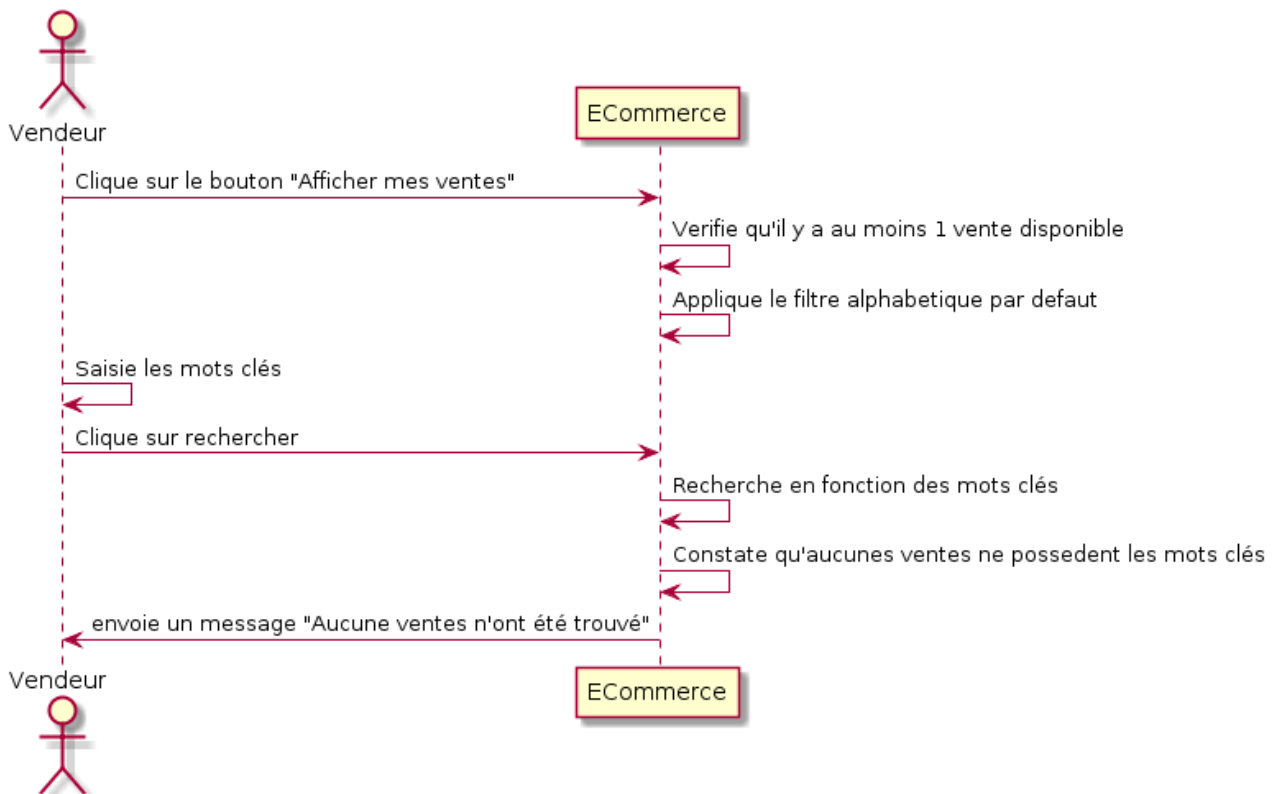 Vendeur
ECommerce
Clique sur le bouton "Afficher mes ventes"
Verifie qu'il y a au moins 1 vente disponible
Applique le filtre alphabetique par defaut
Saisie les mots clés
Clique sur rechercher
Recherche en fonction des mots clés
Constate qu'aucunes ventes ne possedent les mots clés
envoie un message "Aucune ventes n'ont été trouvé"
Vendeur
ECommerce